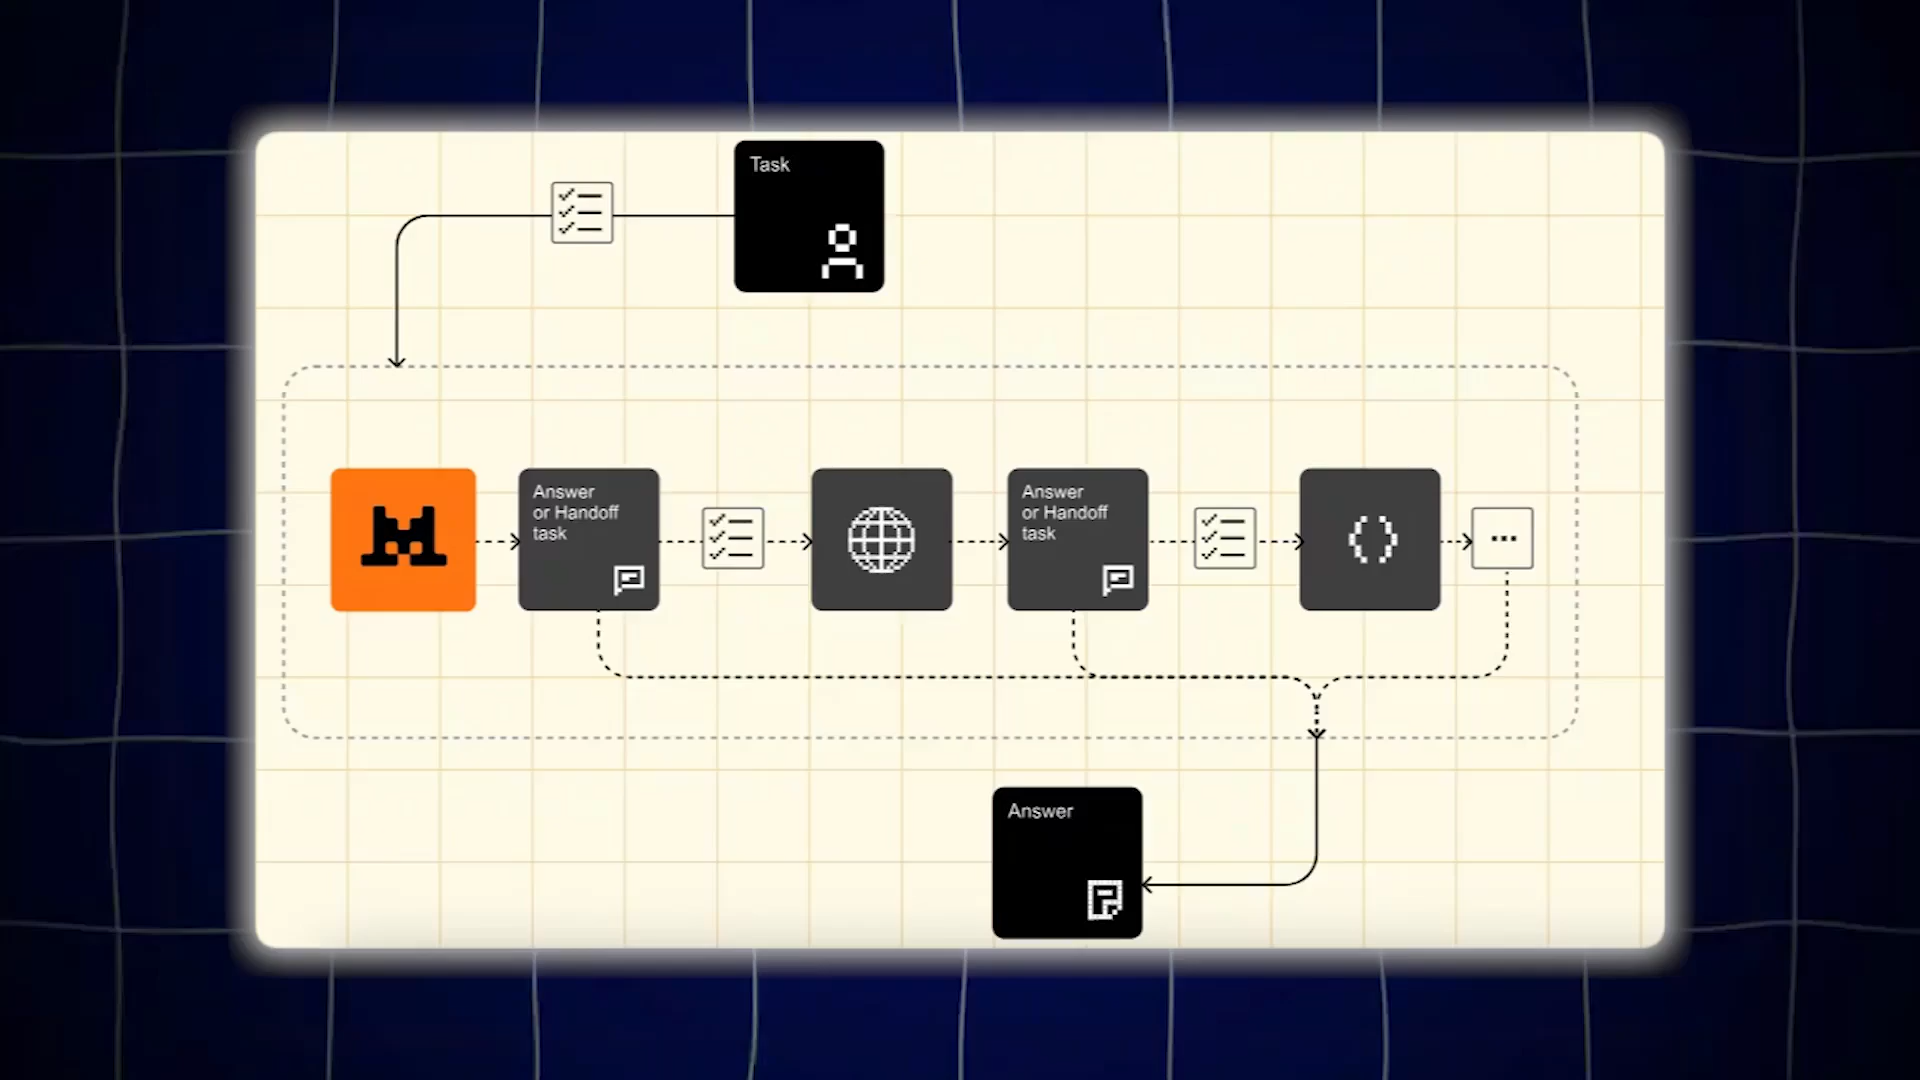 Task
Answer
or Handoff
task
Answer
or Handoff
task
...
Answer